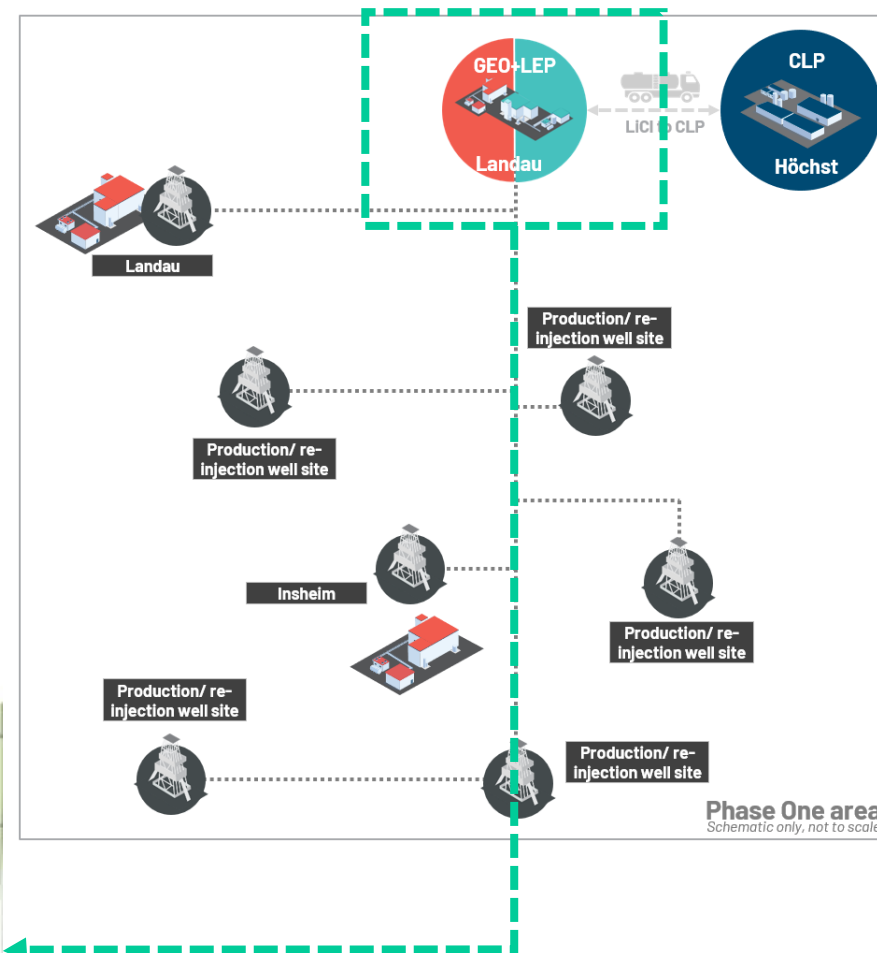 GEO+LEP
Landau
LiCl to CLP
CLP
Höchst
Landau
Production/ re-
injection well site
Production/ re-
injection well site
Insheim
Production/ re-
injection well site
Production/ re-
injection well site
Production/ re-
injection well site
Phase One area
Schematic only, not to scale